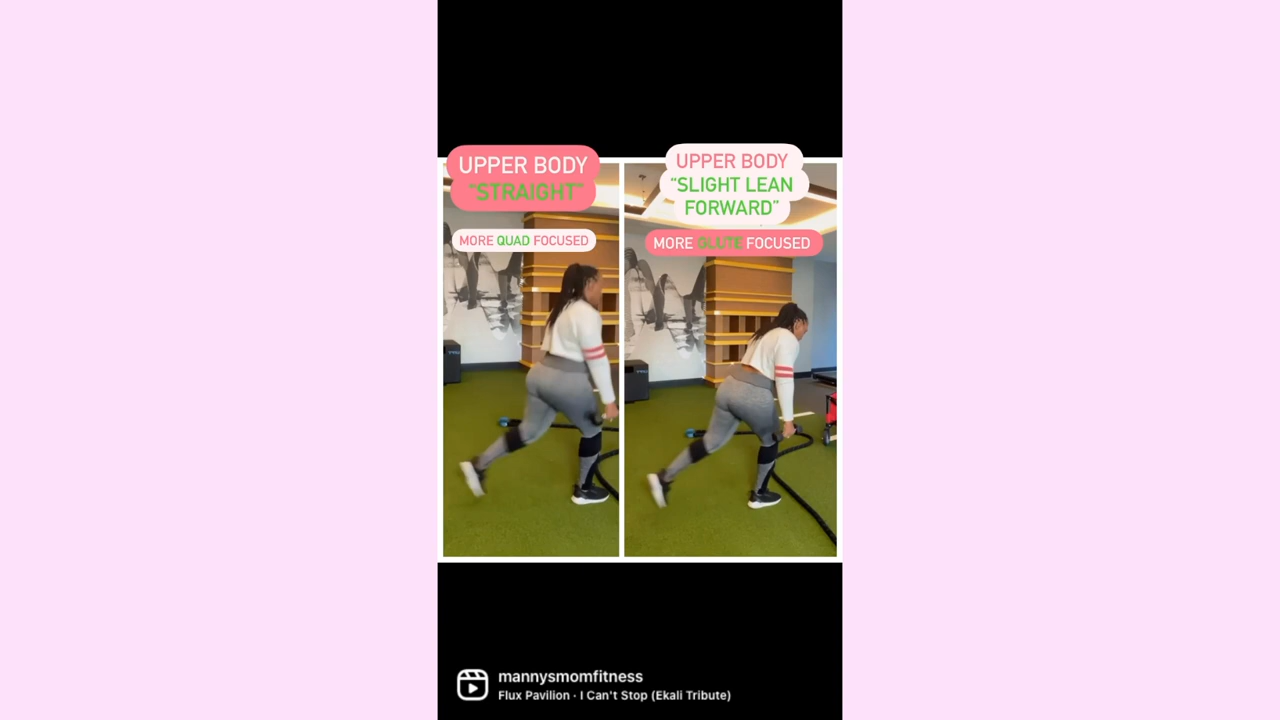 UPPER BODY
“STRAIGHT”
MORE QUAD FOCUSED
UPPER BODY
“SLIGHT LEAN
FORWARD”
MORE GLUTE FOCUSED
mannysmomfitness
Flux Pavilion · I Can't Stop (Ekali Tribute)